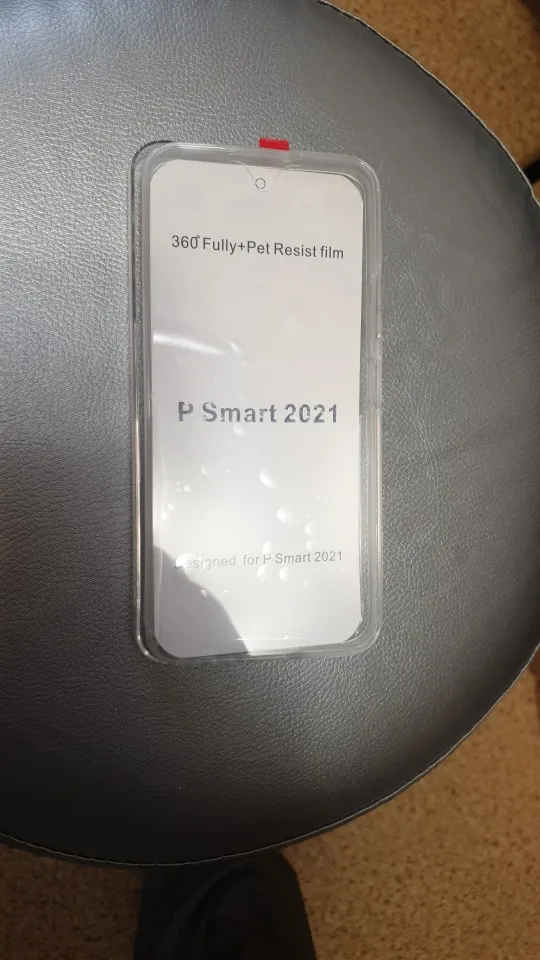 360° Fully+Pet Resist film
P Smart 2021
Designed for P Smart 2021